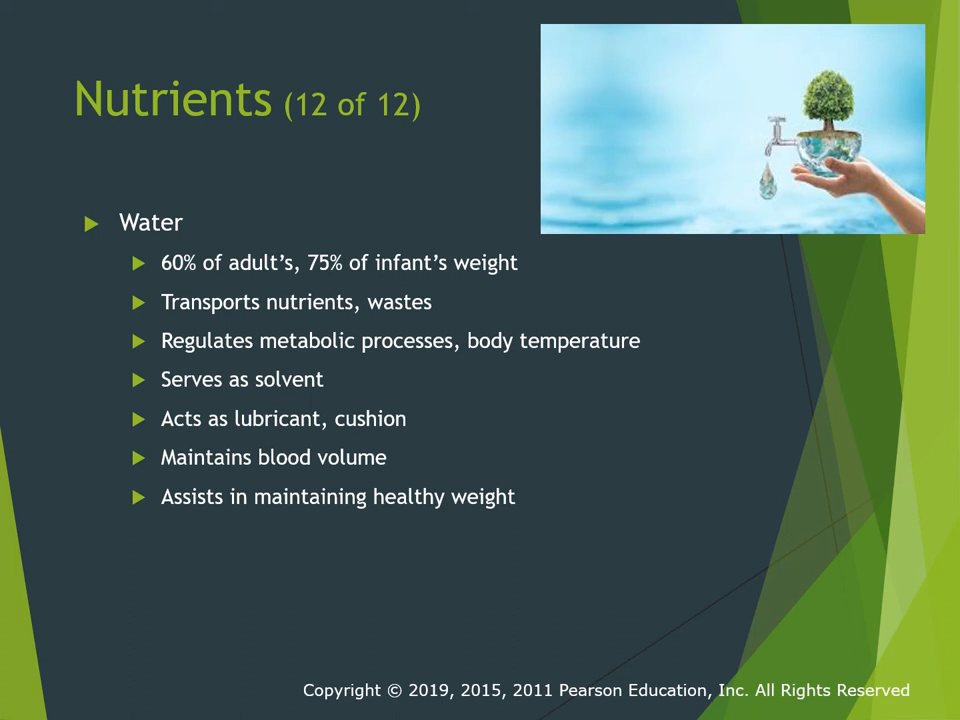 Nutrients (12 of 12)
Water
60% of adult’s, 75% of infant’s weight
Transports nutrients, wastes
Regulates metabolic processes, body temperature
Serves as solvent
Acts as lubricant, cushion
Maintains blood volume
Assists in maintaining healthy weight
Copyright © 2019, 2015, 2011 Pearson Education, Inc. All Rights Reserved